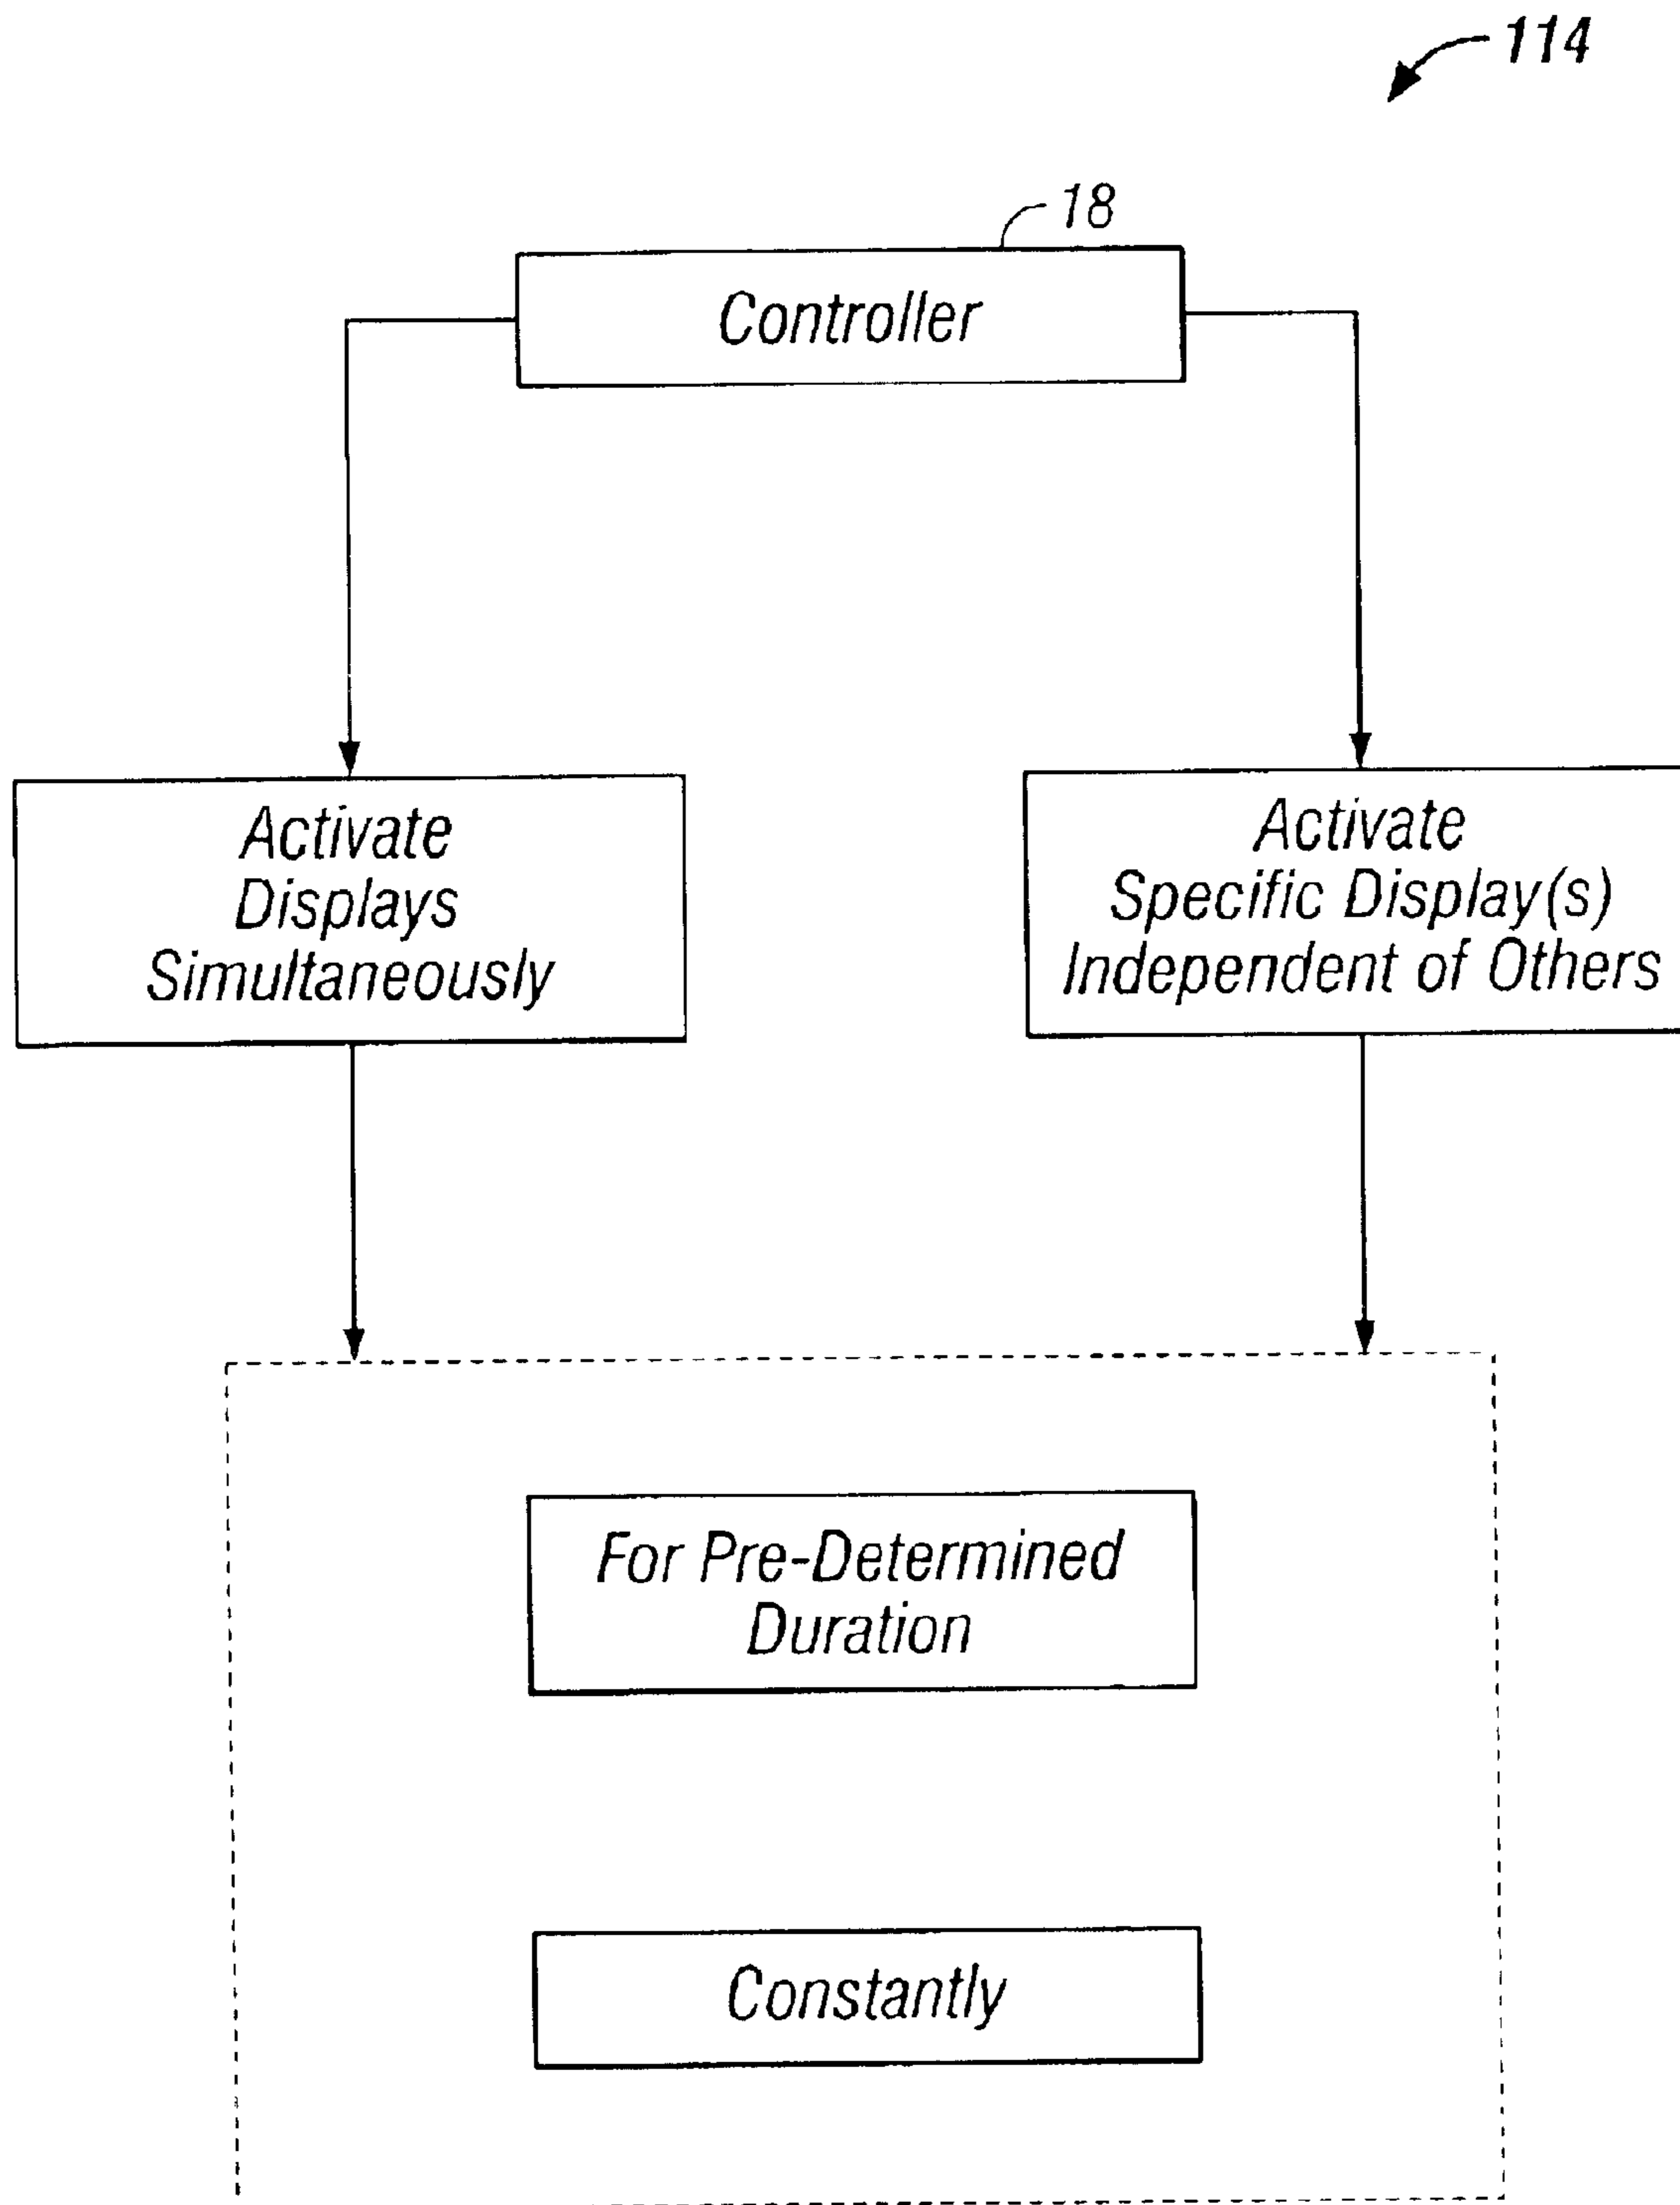 114
18
Controller
Activate
Displays
Simultaneously
Activate
Specific Display(s)
Independent of Others
For Pre-Determined
Duration
Constantly